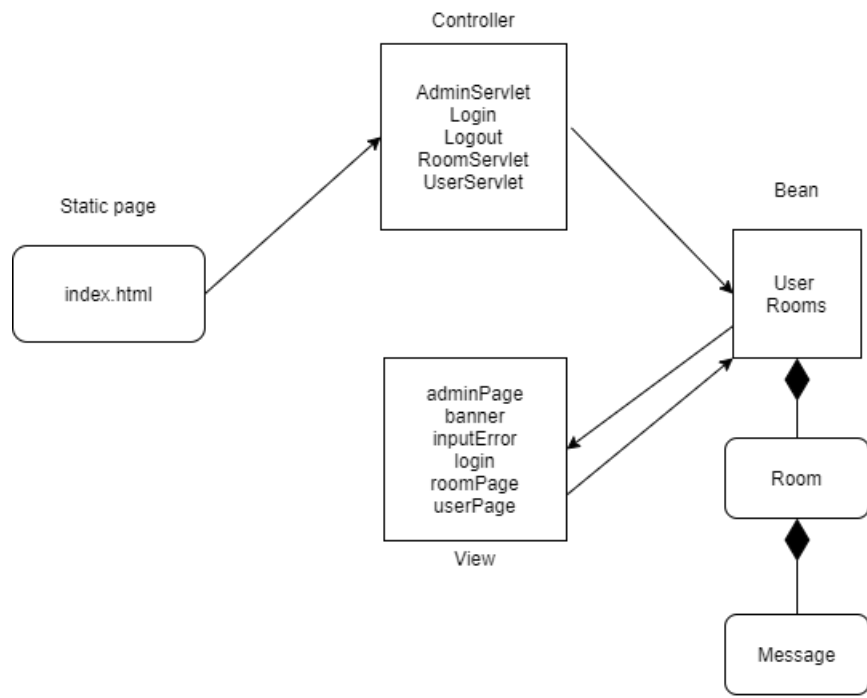 Controller
AdminServlet
Login
Logout
RoomServlet
UserServlet
Static page
index.html
Bean
User
Rooms
adminPage
banner
inputError
login
roomPage
userPage
View
Room
Message